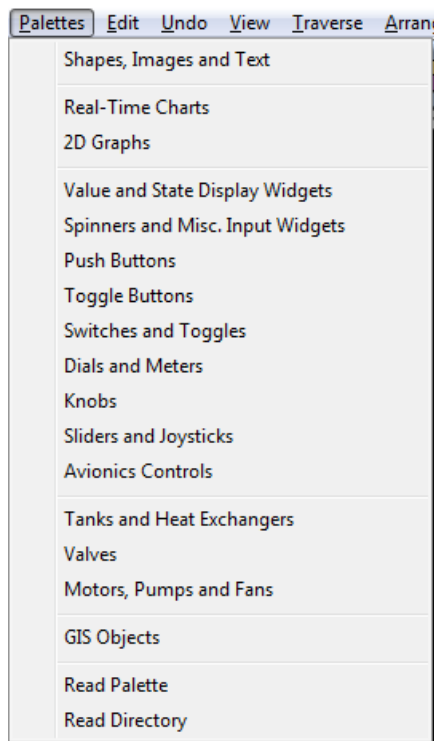 Palettes Edit Undo View Traverse Arran
Shapes, Images and Text
Real-Time Charts
2D Graphs
Value and State Display Widgets
Spinners and Misc. Input Widgets
Push Buttons
Toggle Buttons
Switches and Toggles
Dials and Meters
Knobs
Sliders and Joysticks
Avionics Controls
Tanks and Heat Exchangers
Valves
Motors, Pumps and Fans
GIS Objects
Read Palette
Read Directory